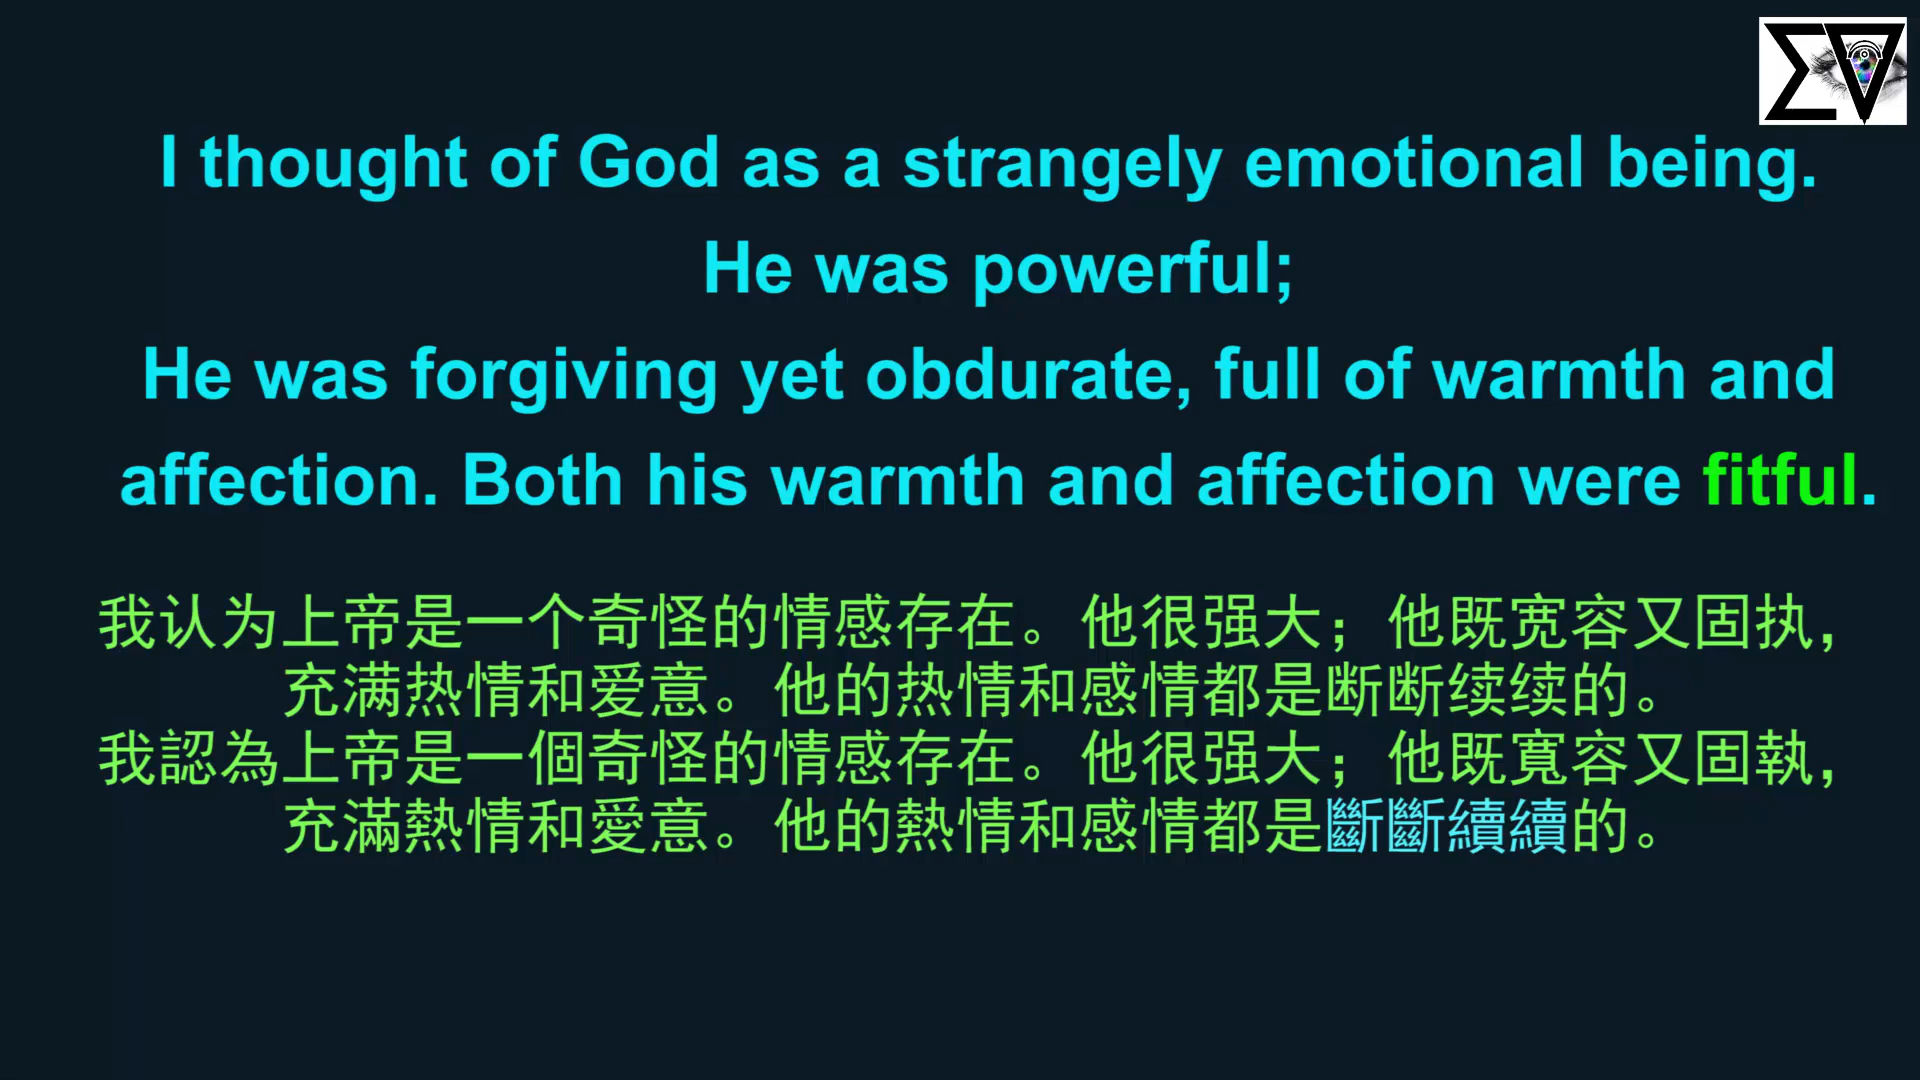 I thought of God as a strangely emotional being.
He was powerful;
He was forgiving yet obdurate, full of warmth and
affection. Both his warmth and affection were fitful.
我认为上帝是一个奇怪的情感存在。他很强大；他既宽容又固执，
充满热情和爱意。他的热情和感情都是断断续续的。
我認為上帝是一個奇怪的情感存在。他很强大；他既寬容又固執，
充滿熱情和愛意。他的熱情和感情都是斷斷續續的。